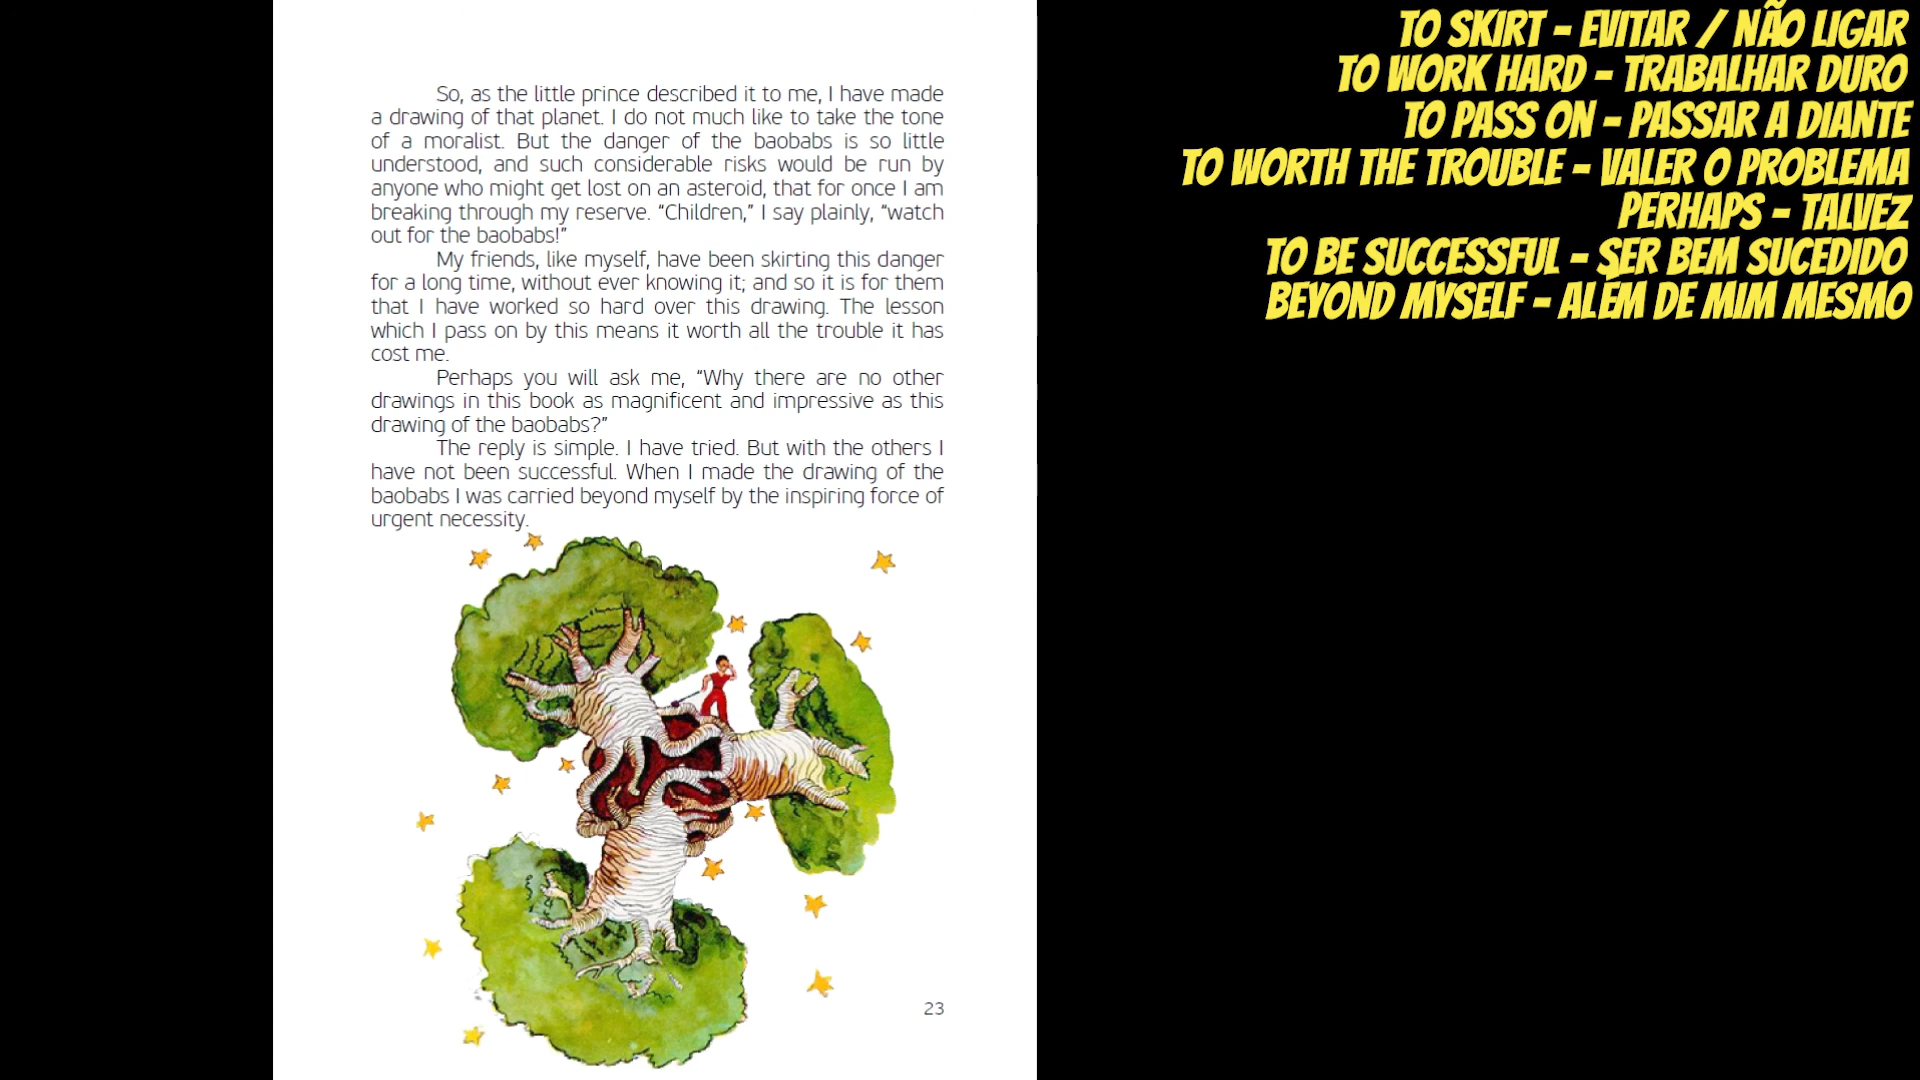 So, as the little prince described it to me, I have made
a drawing of that planet. I do not much like to take the tone
of a moralist. But the danger of the baobabs is so little
understood, and such considerable risks would be run by
anyone who might get lost on an asteroid, that for once I am
breaking through my reserve. “Children,” I say plainly, “watch
out for the baobabs!”
My friends, like myself, have been skirting this danger
for a long time, without ever knowing it; and so it is for them
that I have worked so hard over this drawing. The lesson
which I pass on by this means it worth all the trouble it has
cost me.
Perhaps you will ask me, “Why there are no other
drawings in this book as magnificent and impressive as this
drawing of the baobabs?”
The reply is simple. I have tried. But with the others I
have not been successful. When I made the drawing of the
baobabs I was carried beyond myself by the inspiring force of
urgent necessity.
23
TO SKIRT - EVITAR / NÃO LIGAR
TO WORK HARD - TRABALHAR DURO
TO PASS ON - PASSAR A DIANTE
TO WORTH THE TROUBLE - VALER O PROBLEMA
PERHAPS - TALVEZ
TO BE SUCCESSFUL - SER BEM SUCEDIDO
BEYOND MYSELF - ALÉM DE MIM MESMO